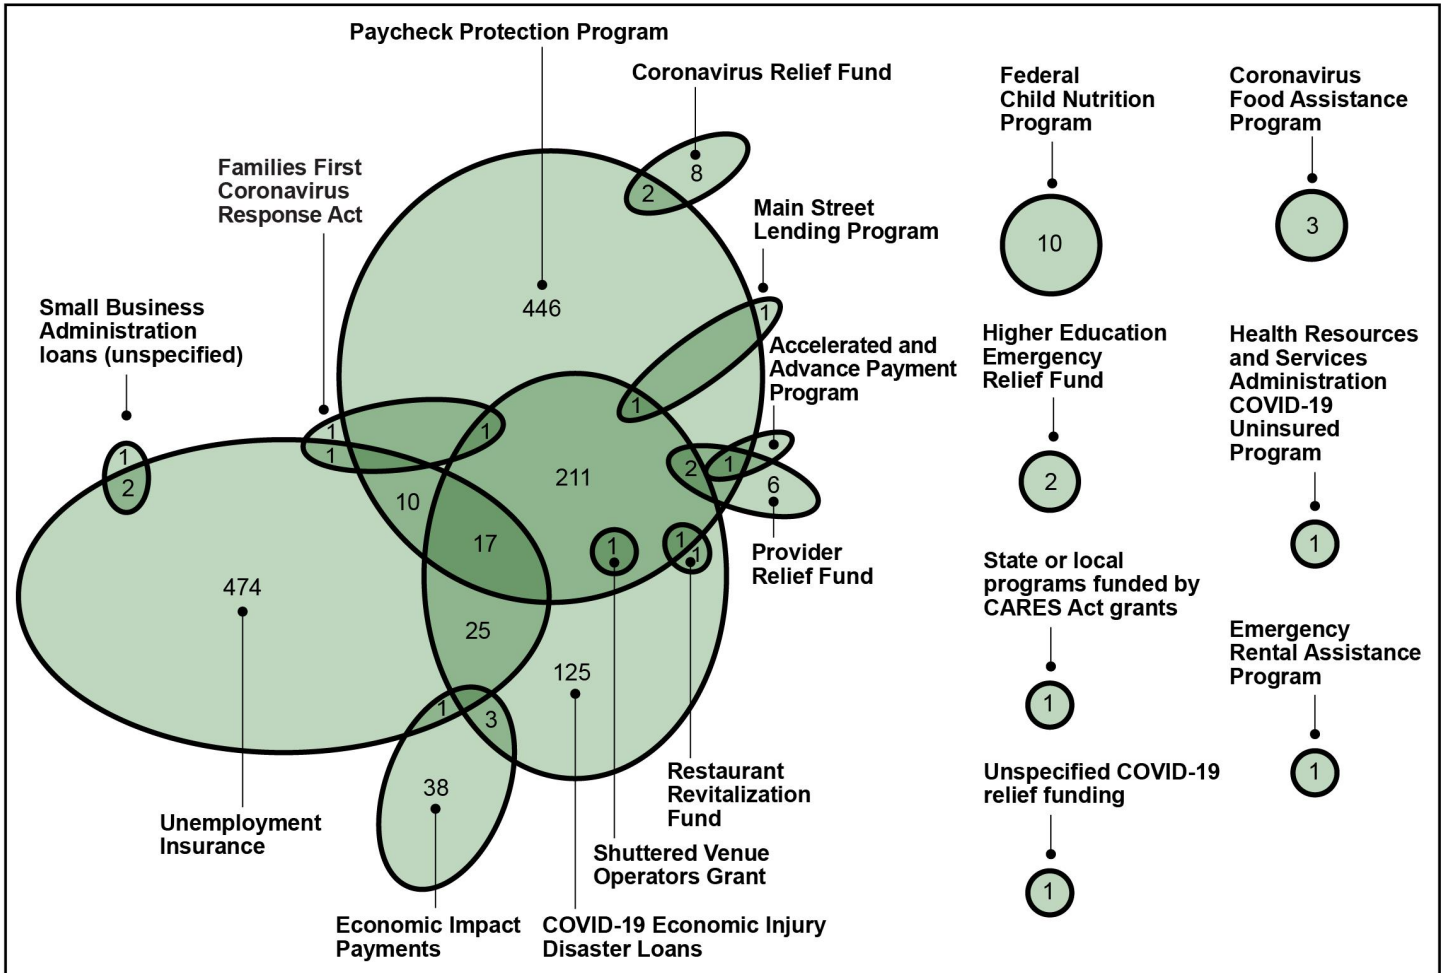 Paycheck Protection Program
Coronavirus Relief Fund
8
2
Families First
Coronavirus
Response Act
Main Street
Lending Program
446
1
1
Small Business
Administration
loans (unspecified)
Accelerated and
Advance Payment
Program
1
1
1
1
2
211
2
1
6
10
17
1
1
1
Provider
Relief Fund
474
25
125
1
3
38
Unemployment
Insurance
Restaurant
Revitalization
Fund
Shuttered Venue
Operators Grant
Economic Impact
Payments
COVID-19 Economic Injury
Disaster Loans
Federal
Child Nutrition
Program
10
Higher Education
Emergency
Relief Fund
2
State or local
programs funded by
CARES Act grants
1
Unspecified COVID-19
relief funding
1
Coronavirus
Food Assistance
Program
3
Health Resources
and Services
Administration
COVID-19
Uninsured
Program
1
Emergency
Rental Assistance
Program
1